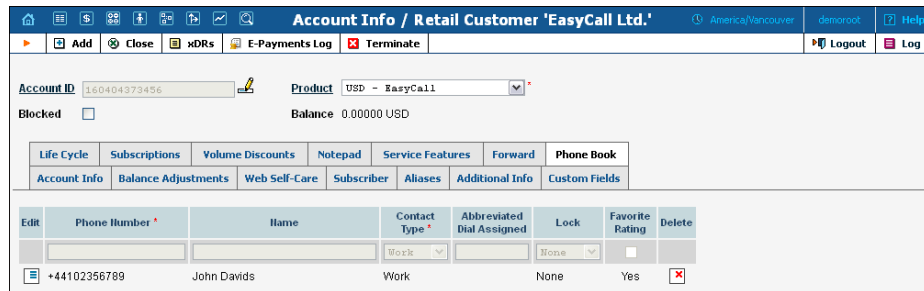 Account Info / Retail Customer 'EasyCall Ltd.' America/Vancouver demoroot ? Help
Add Close xDRs E-Payments Log Terminate Logout Log
Account ID 160404373456 Product USD - EasyCall *
Blocked Balance 0.00000 USD
Life Cycle Subscriptions Volume Discounts Notepad Service Features Forward Phone Book
Account Info Balance Adjustments Web Self-Care Subscriber Aliases Additional Info Custom Fields
Edit Phone Number * Name Contact Type * Abbreviated Dial Assigned Lock Favorite Rating Delete
Work None
+44102356789 John Davids Work None Yes